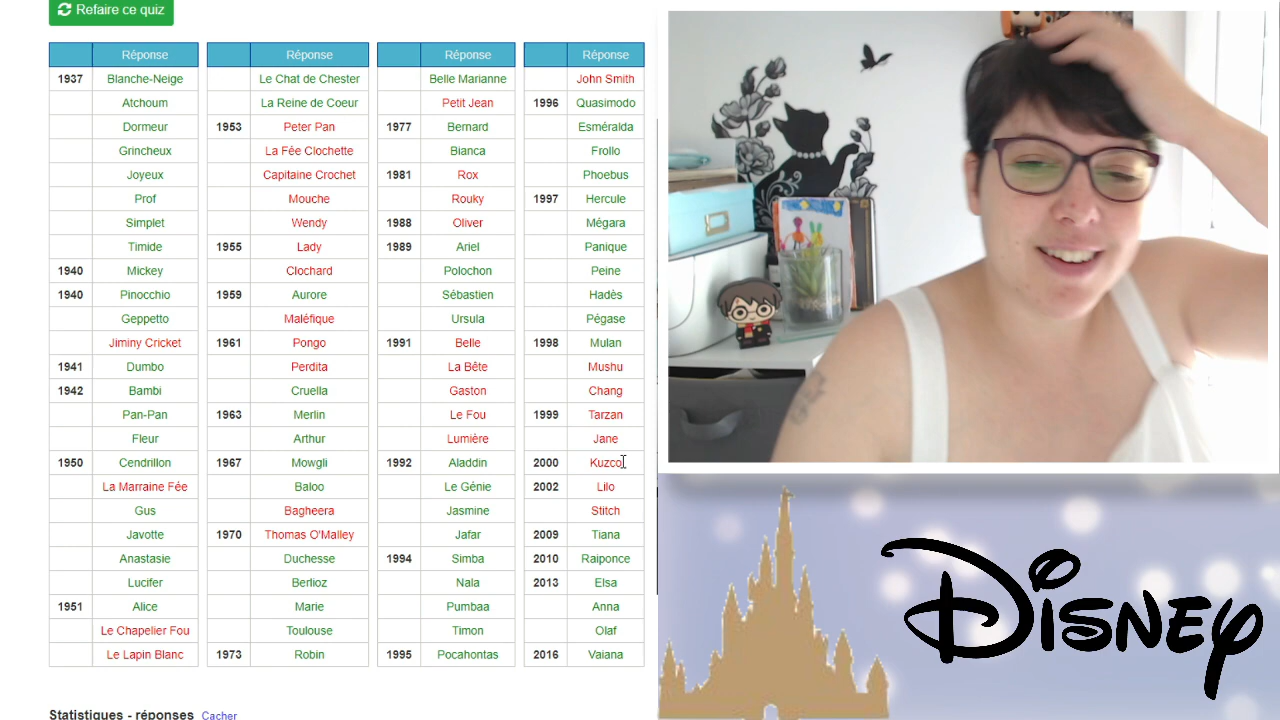 Refaire ce quiz
Réponse
1937 Blanche-Neige
Atchoum
Dormeur
Grincheux
Joyeux
Prof
Simplet
Timide
1940 Mickey
1940 Pinocchio
Geppetto
Jiminy Cricket
1941 Dumbo
1942 Bambi
Pan-Pan
Fleur
1950 Cendrillon
La Marraine Fée
Gus
Javotte
Anastasie
Lucifer
1951 Alice
Le Chapelier Fou
Le Lapin Blanc
Réponse
Le Chat de Chester
La Reine de Coeur
1953 Peter Pan
La Fée Clochette
Capitaine Crochet
Mouche
Wendy
1955 Lady
Clochard
1959 Aurore
Maléfique
1961 Pongo
Perdita
Cruella
1963 Merlin
Arthur
1967 Mowgli
Baloo
Bagheera
1970 Thomas O'Malley
Duchesse
Berlioz
Marie
Toulouse
1973 Robin
Réponse
Belle Marianne
Petit Jean
1977 Bernard
Bianca
1981 Rox
Rouky
1988 Oliver
1989 Ariel
Polochon
Sébastien
Ursula
1991 Belle
La Bête
Gaston
Le Fou
Lumière
1992 Aladdin
Le Génie
Jasmine
Jafar
1994 Simba
Nala
Pumbaa
Timon
1995 Pocahontas
Réponse
John Smith
1996 Quasimodo
Esméralda
Frollo
Phoebus
1997 Hercule
Mégara
Panique
Peine
Hadès
Pégase
1998 Mulan
Mushu
Chang
1999 Tarzan
Jane
2000 Kuzco
2002 Lilo
Stitch
2009 Tiana
2010 Raiponce
2013 Elsa
Anna
Olaf
2016 Vaiana
Statistiques - réponses Cacher
Disney